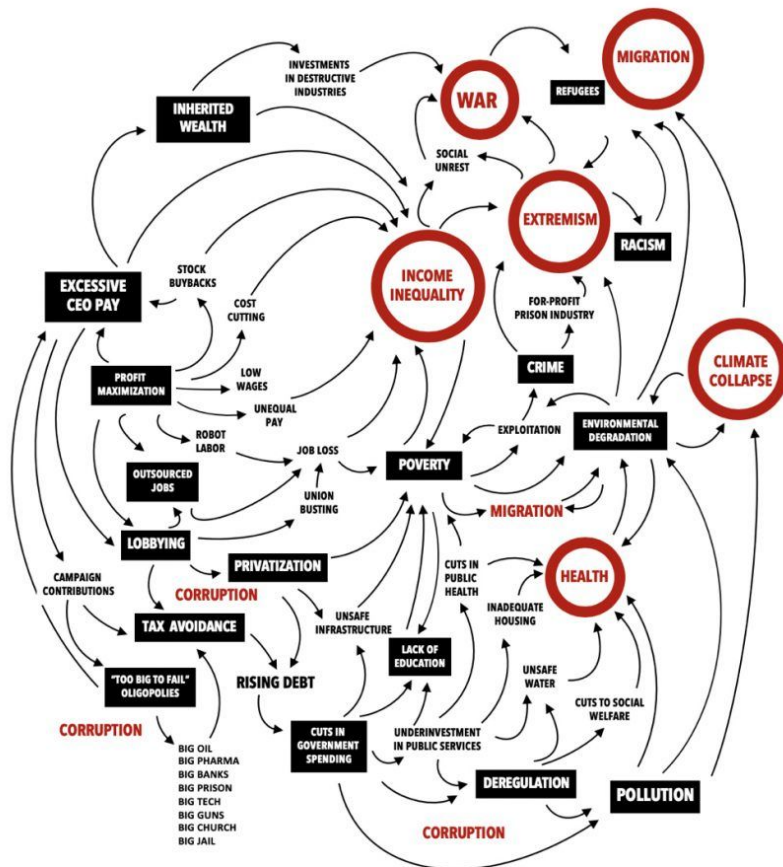 INVESTMENTS
IN DESTRUCTIVE
INDUSTRIES
MIGRATION
WAR
REFUGEES
INHERITED
WEALTH
SOCIAL
UNREST
EXTREMISM
RACISM
EXCESSIVE
CEO PAY
STOCK
BUYBACKS
INCOME
INEQUALITY
COST
CUTTING
FOR-PROFIT
PRISON INDUSTRY
CLIMATE
COLLAPSE
PROFIT
MAXIMIZATION
LOW
WAGES
CRIME
UNEQUAL
PAY
ROBOT
LABOR
EXPLOITATION
ENVIRONMENTAL
DEGRADATION
JOB LOSS
POVERTY
OUTSOURCED
JOBS
UNION
BUSTING
MIGRATION
LOBBYING
PRIVATIZATION
CUTS IN
PUBLIC
HEALTH
HEALTH
CAMPAIGN
CONTRIBUTIONS
CORRUPTION
UNSAFE
INFRASTRUCTURE
INADEQUATE
HOUSING
TAX AVOIDANCE
LACK OF
EDUCATION
"TOO BIG TO FAIL"
OLIGOPOLIES
RISING DEBT
UNSAFE
WATER
CUTS TO SOCIAL
WELFARE
CORRUPTION
CUTS IN
GOVERNMENT
SPENDING
UNDERINVESTMENT
IN PUBLIC SERVICES
BIG OIL
BIG PHARMA
BIG BANKS
BIG PRISON
BIG TECH
BIG GUNS
BIG CHURCH
BIG JAIL
DEREGULATION
POLLUTION
CORRUPTION